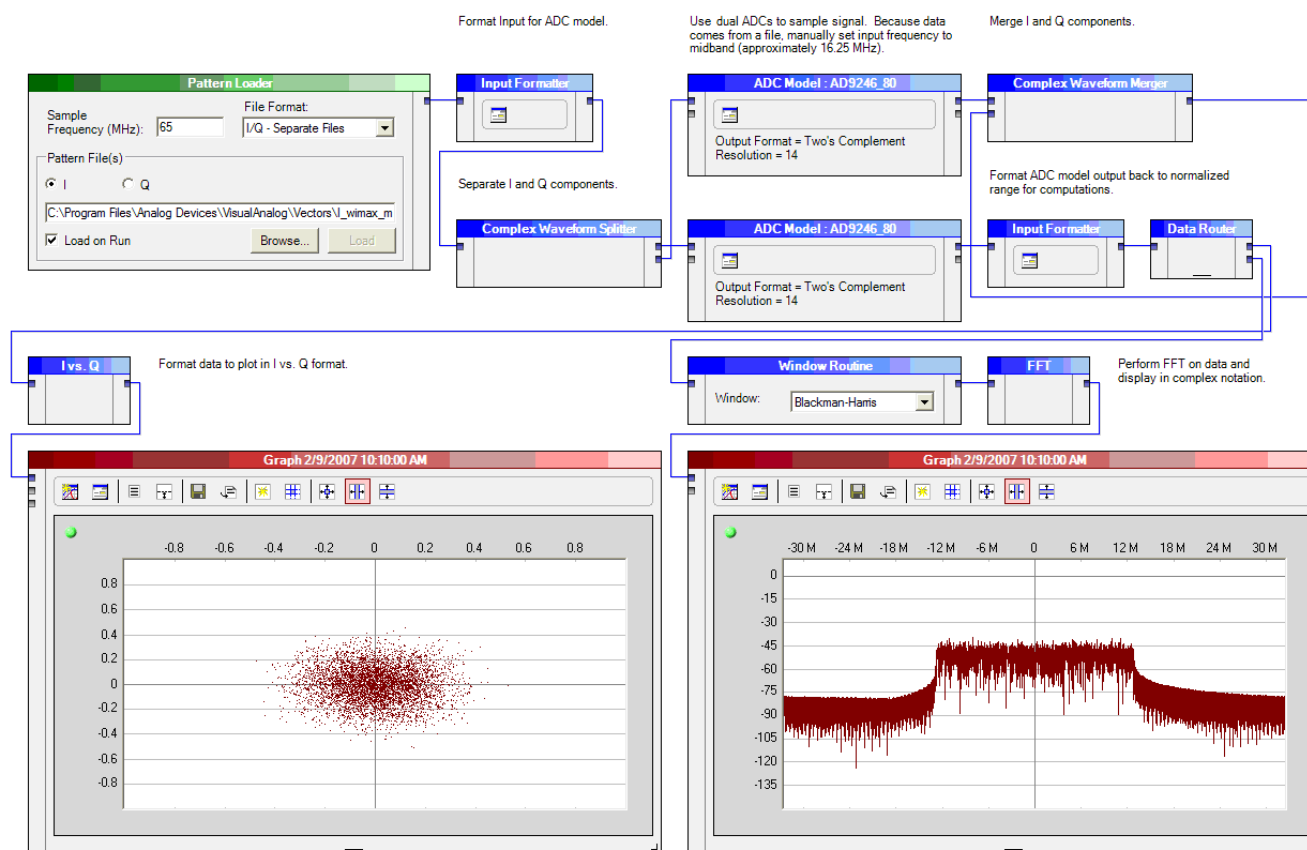 Format Input for ADC model.
Use dual ADCs to sample signal.  Because data
comes from a file, manually set input frequency to
midband (approximately 16.25 MHz).
Merge I and Q components.
Pattern Loader
Sample
Frequency (MHz):
65
File Format:
I/Q - Separate Files
Pattern File(s)
I
Q
C:\Program Files\Analog Devices\VisualAnalog\Vectors\I_wimax_m
Load on Run
Browse...
Load
Input Formatter
ADC Model : AD9246_80
Output Format = Two's Complement
Resolution = 14
Complex Waveform Merger
Separate I and Q components.
Format ADC model output back to normalized
range for computations.
Complex Waveform Splitter
ADC Model : AD9246_80
Output Format = Two's Complement
Resolution = 14
Input Formatter
Data Router
I vs. Q
Format data to plot in I vs. Q format.
Window Routine
Window:
Blackman-Harris
FFT
Perform FFT on data and
display in complex notation.
Graph 2/9/2007 10:10:00 AM
-0.8 -0.6 -0.4 -0.2 0 0.2 0.4 0.6 0.8
0.8
0.6
0.4
0.2
0
-0.2
-0.4
-0.6
-0.8
Graph 2/9/2007 10:10:00 AM
-30 M -24 M -18 M -12 M -6 M 0 6 M 12 M 18 M 24 M 30 M
0
-15
-30
-45
-60
-75
-90
-105
-120
-135